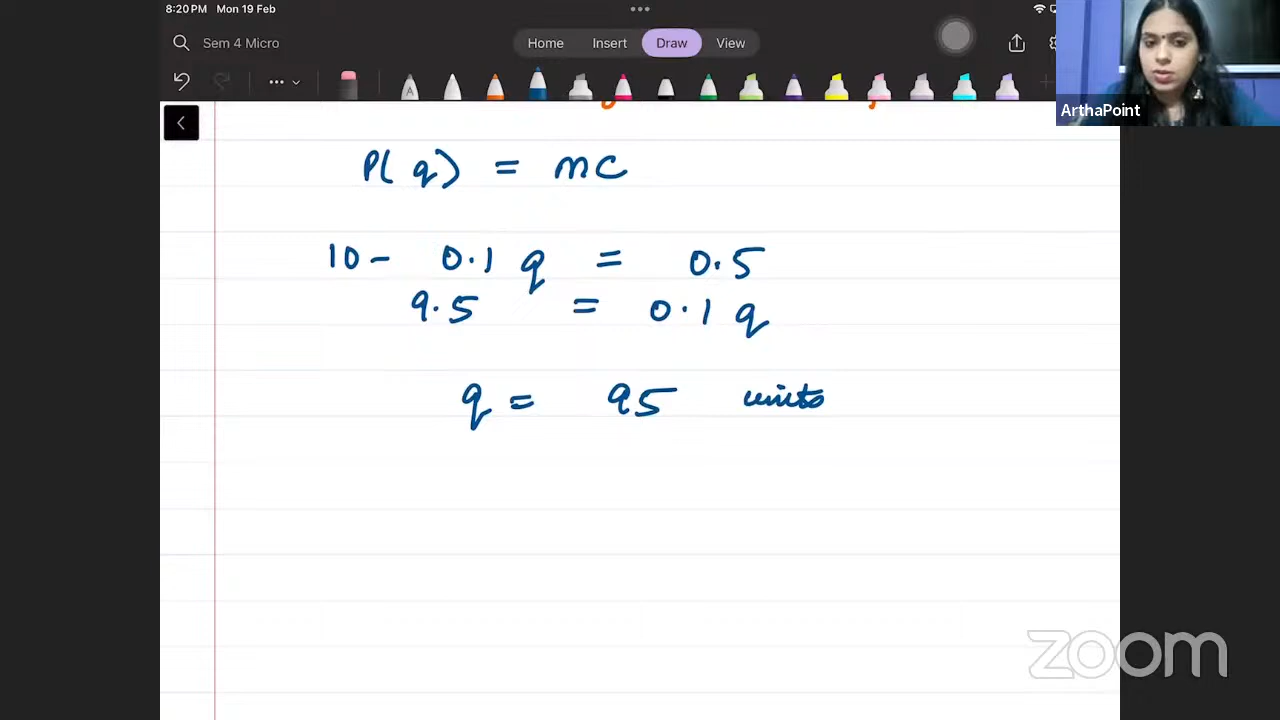 8:20 PM Mon 19 Feb
Sem 4 Micro
Home Insert Draw View
ArthaPoint
P(q) = mc
10 - 0.1 q = 0.5
9.5 = 0.1 q
q = 95 units
zoom